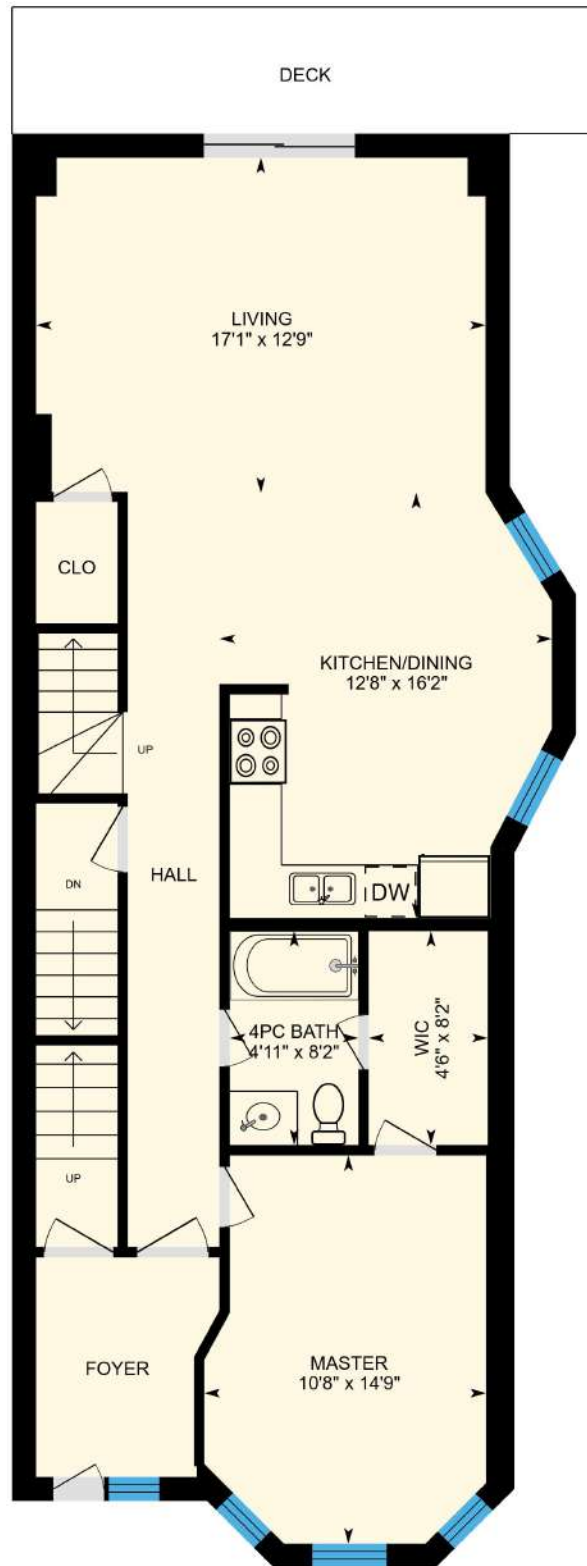 DECK
LIVING
17'1" x 12'9"
CLO
KITCHEN/DINING
12'8" x 16'2"
UP
HALL
DN
DW
4PC BATH
4'11" x 8'2"
WIC
4'6" x 8'2"
UP
FOYER
MASTER
10'8" x 14'9"